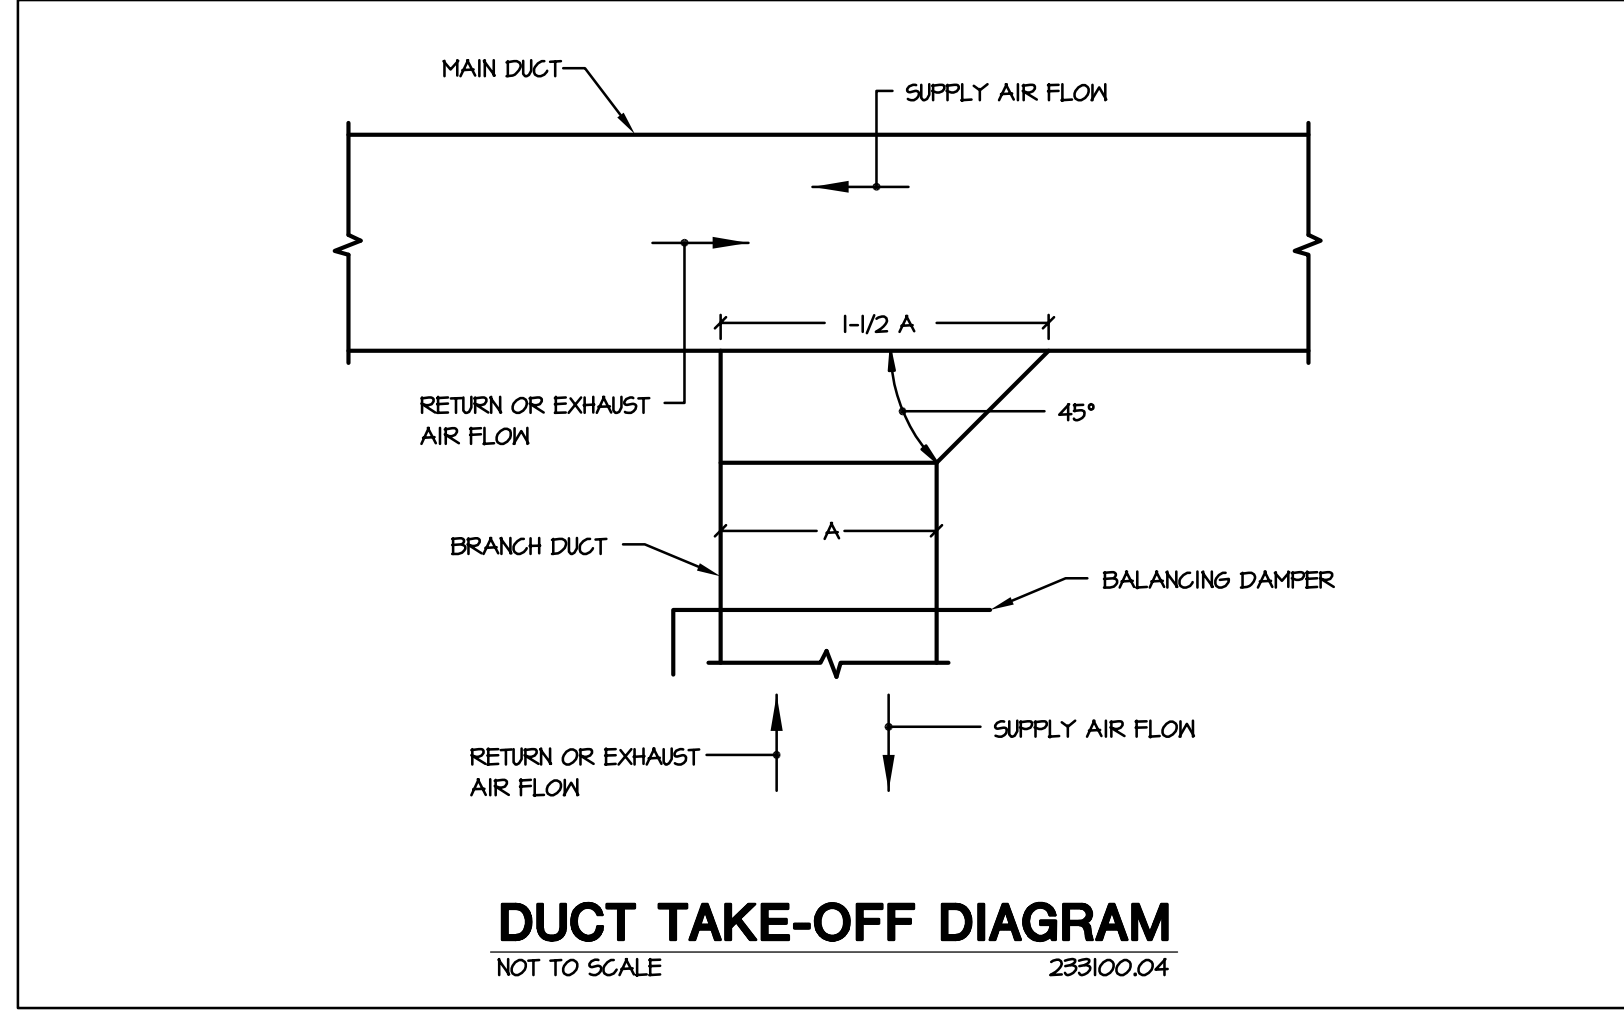 MAIN DUCT
SUPPLY AIR FLOW
1-1/2 A
RETURN OR EXHAUST
AIR FLOW
45°
A
BRANCH DUCT
BALANCING DAMPER
SUPPLY AIR FLOW
RETURN OR EXHAUST
AIR FLOW
DUCT TAKE-OFF DIAGRAM
NOT TO SCALE
233100.04